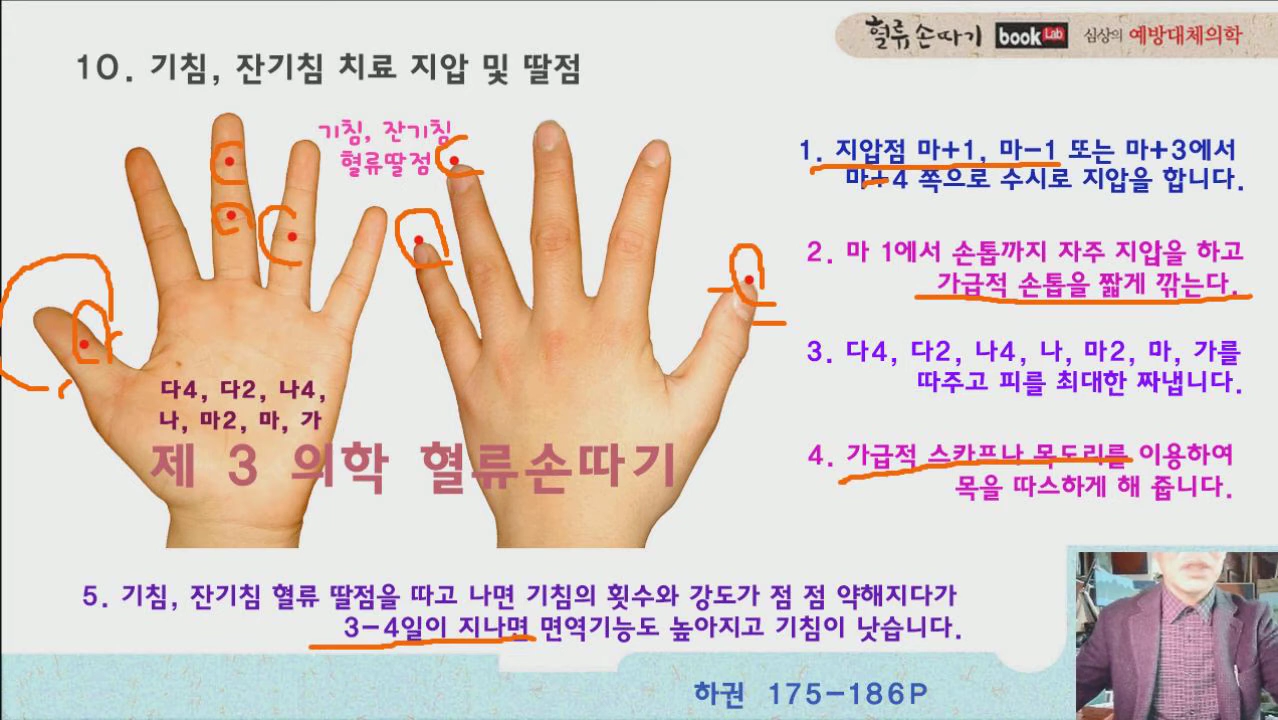 혈류 손따기 book Lab 심상의 예방대체의학
10. 기침, 잔기침 치료 지압 및 딸점
기침, 잔기침
혈류딸점
1. 지압점 마+1, 마-1 또는 마+3에서
마+4 쪽으로 수시로 지압을 합니다.
2. 마 1에서 손톱까지 자주 지압을 하고
가급적 손톱을 짧게 깎는다.
3. 다4, 다2, 나4, 나, 마2, 마, 가를
따주고 피를 최대한 짜냅니다.
다4, 다2, 나4,
나, 마2, 마, 가
제 3 의학 혈류손따기
4. 가급적 스카프나 목도리를 이용하여
목을 따스하게 해 줍니다.
5. 기침, 잔기침 혈류 딸점을 따고 나면 기침의 횟수와 강도가 점 점 약해지다가
3-4일이 지나면 면역기능도 높아지고 기침이 낫습니다.
하권 175-186P